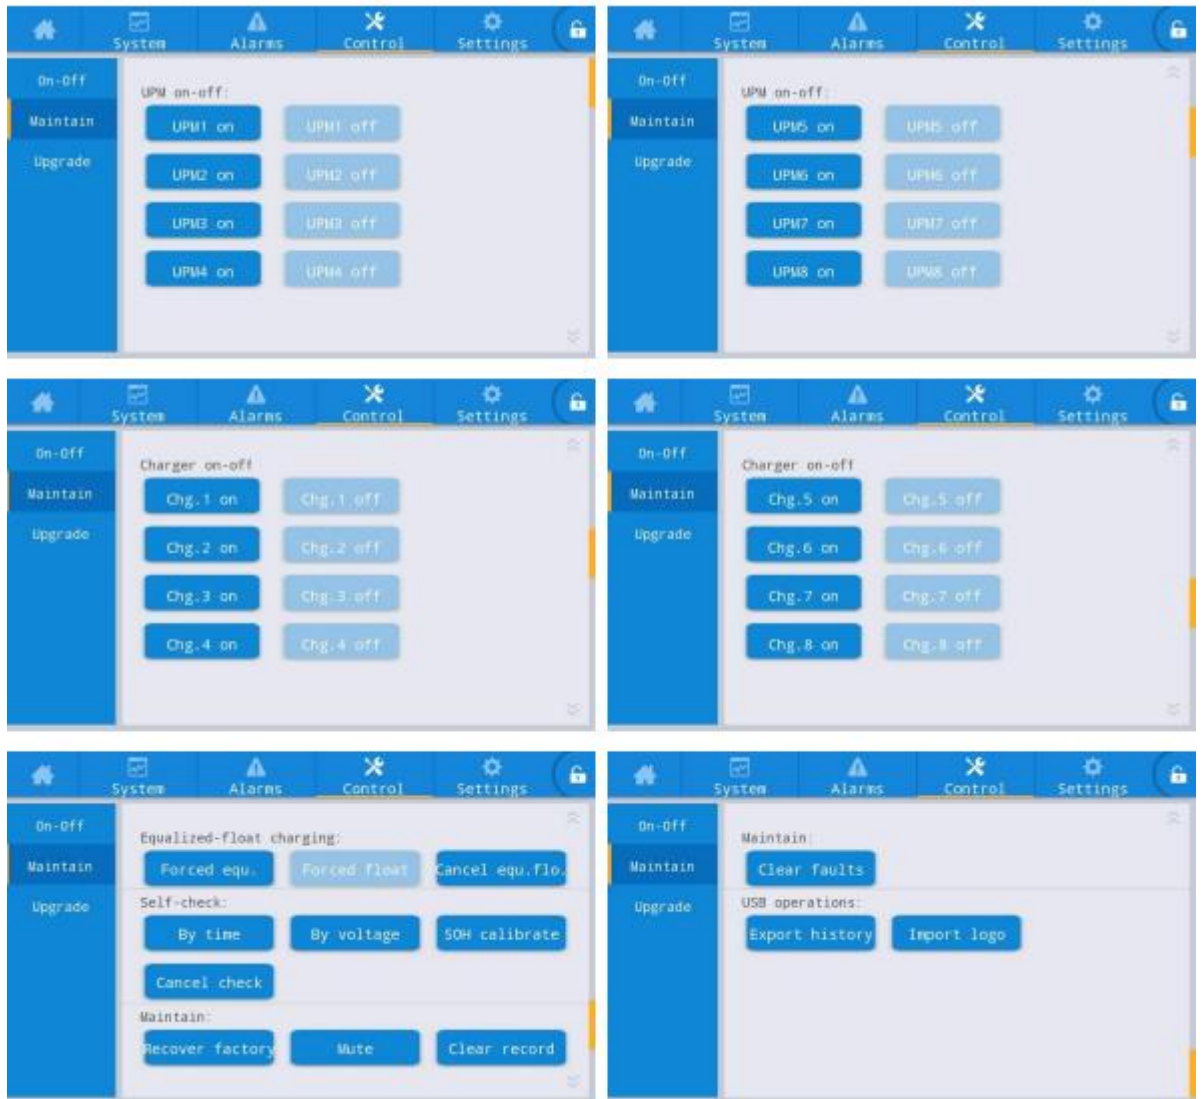 System Alarms Control Settings
On-Off
Maintain
Upgrade
UPM on-off:
UPM1 on UPM1 off
UPM2 on UPM2 off
UPM3 on UPM3 off
UPM4 on UPM4 off
System Alarms Control Settings
On-Off
Maintain
Upgrade
UPM on-off:
UPM5 on UPM5 off
UPM6 on UPM6 off
UPM7 on UPM7 off
UPM8 on UPM8 off
System Alarms Control Settings
On-Off
Maintain
Upgrade
Charger on-off
Chg.1 on Chg.1 off
Chg.2 on Chg.2 off
Chg.3 on Chg.3 off
Chg.4 on Chg.4 off
System Alarms Control Settings
On-Off
Maintain
Upgrade
Charger on-off
Chg.5 on Chg.5 off
Chg.6 on Chg.6 off
Chg.7 on Chg.7 off
Chg.8 on Chg.8 off
System Alarms Control Settings
On-Off
Maintain
Upgrade
Equalized-float charging:
Forced equ. Forced float Cancel equ.flo.
Self-check:
By time By voltage SOH calibrate
Cancel check
Maintain:
Recover factory Mute Clear record
System Alarms Control Settings
On-Off
Maintain
Upgrade
Maintain:
Clear faults
USB operations:
Export history Import logo